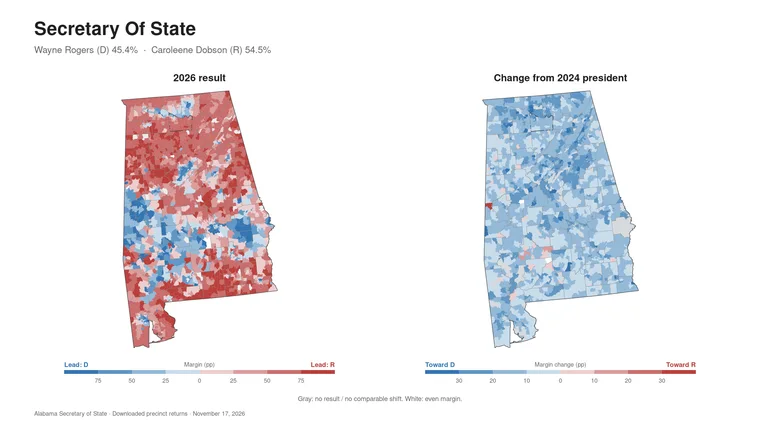 Secretary Of State
Wayne Rogers (D) 45.4% · Caroleene Dobson (R) 54.5%
2026 result
Change from 2024 president
Lead: D Margin (pp) Lead: R
75 50 25 0 25 50 75
Toward D Margin change (pp) Toward R
30 20 10 0 10 20 30
Gray: no result / no comparable shift. White: even margin.
Alabama Secretary of State · Downloaded precinct returns · November 17, 2026